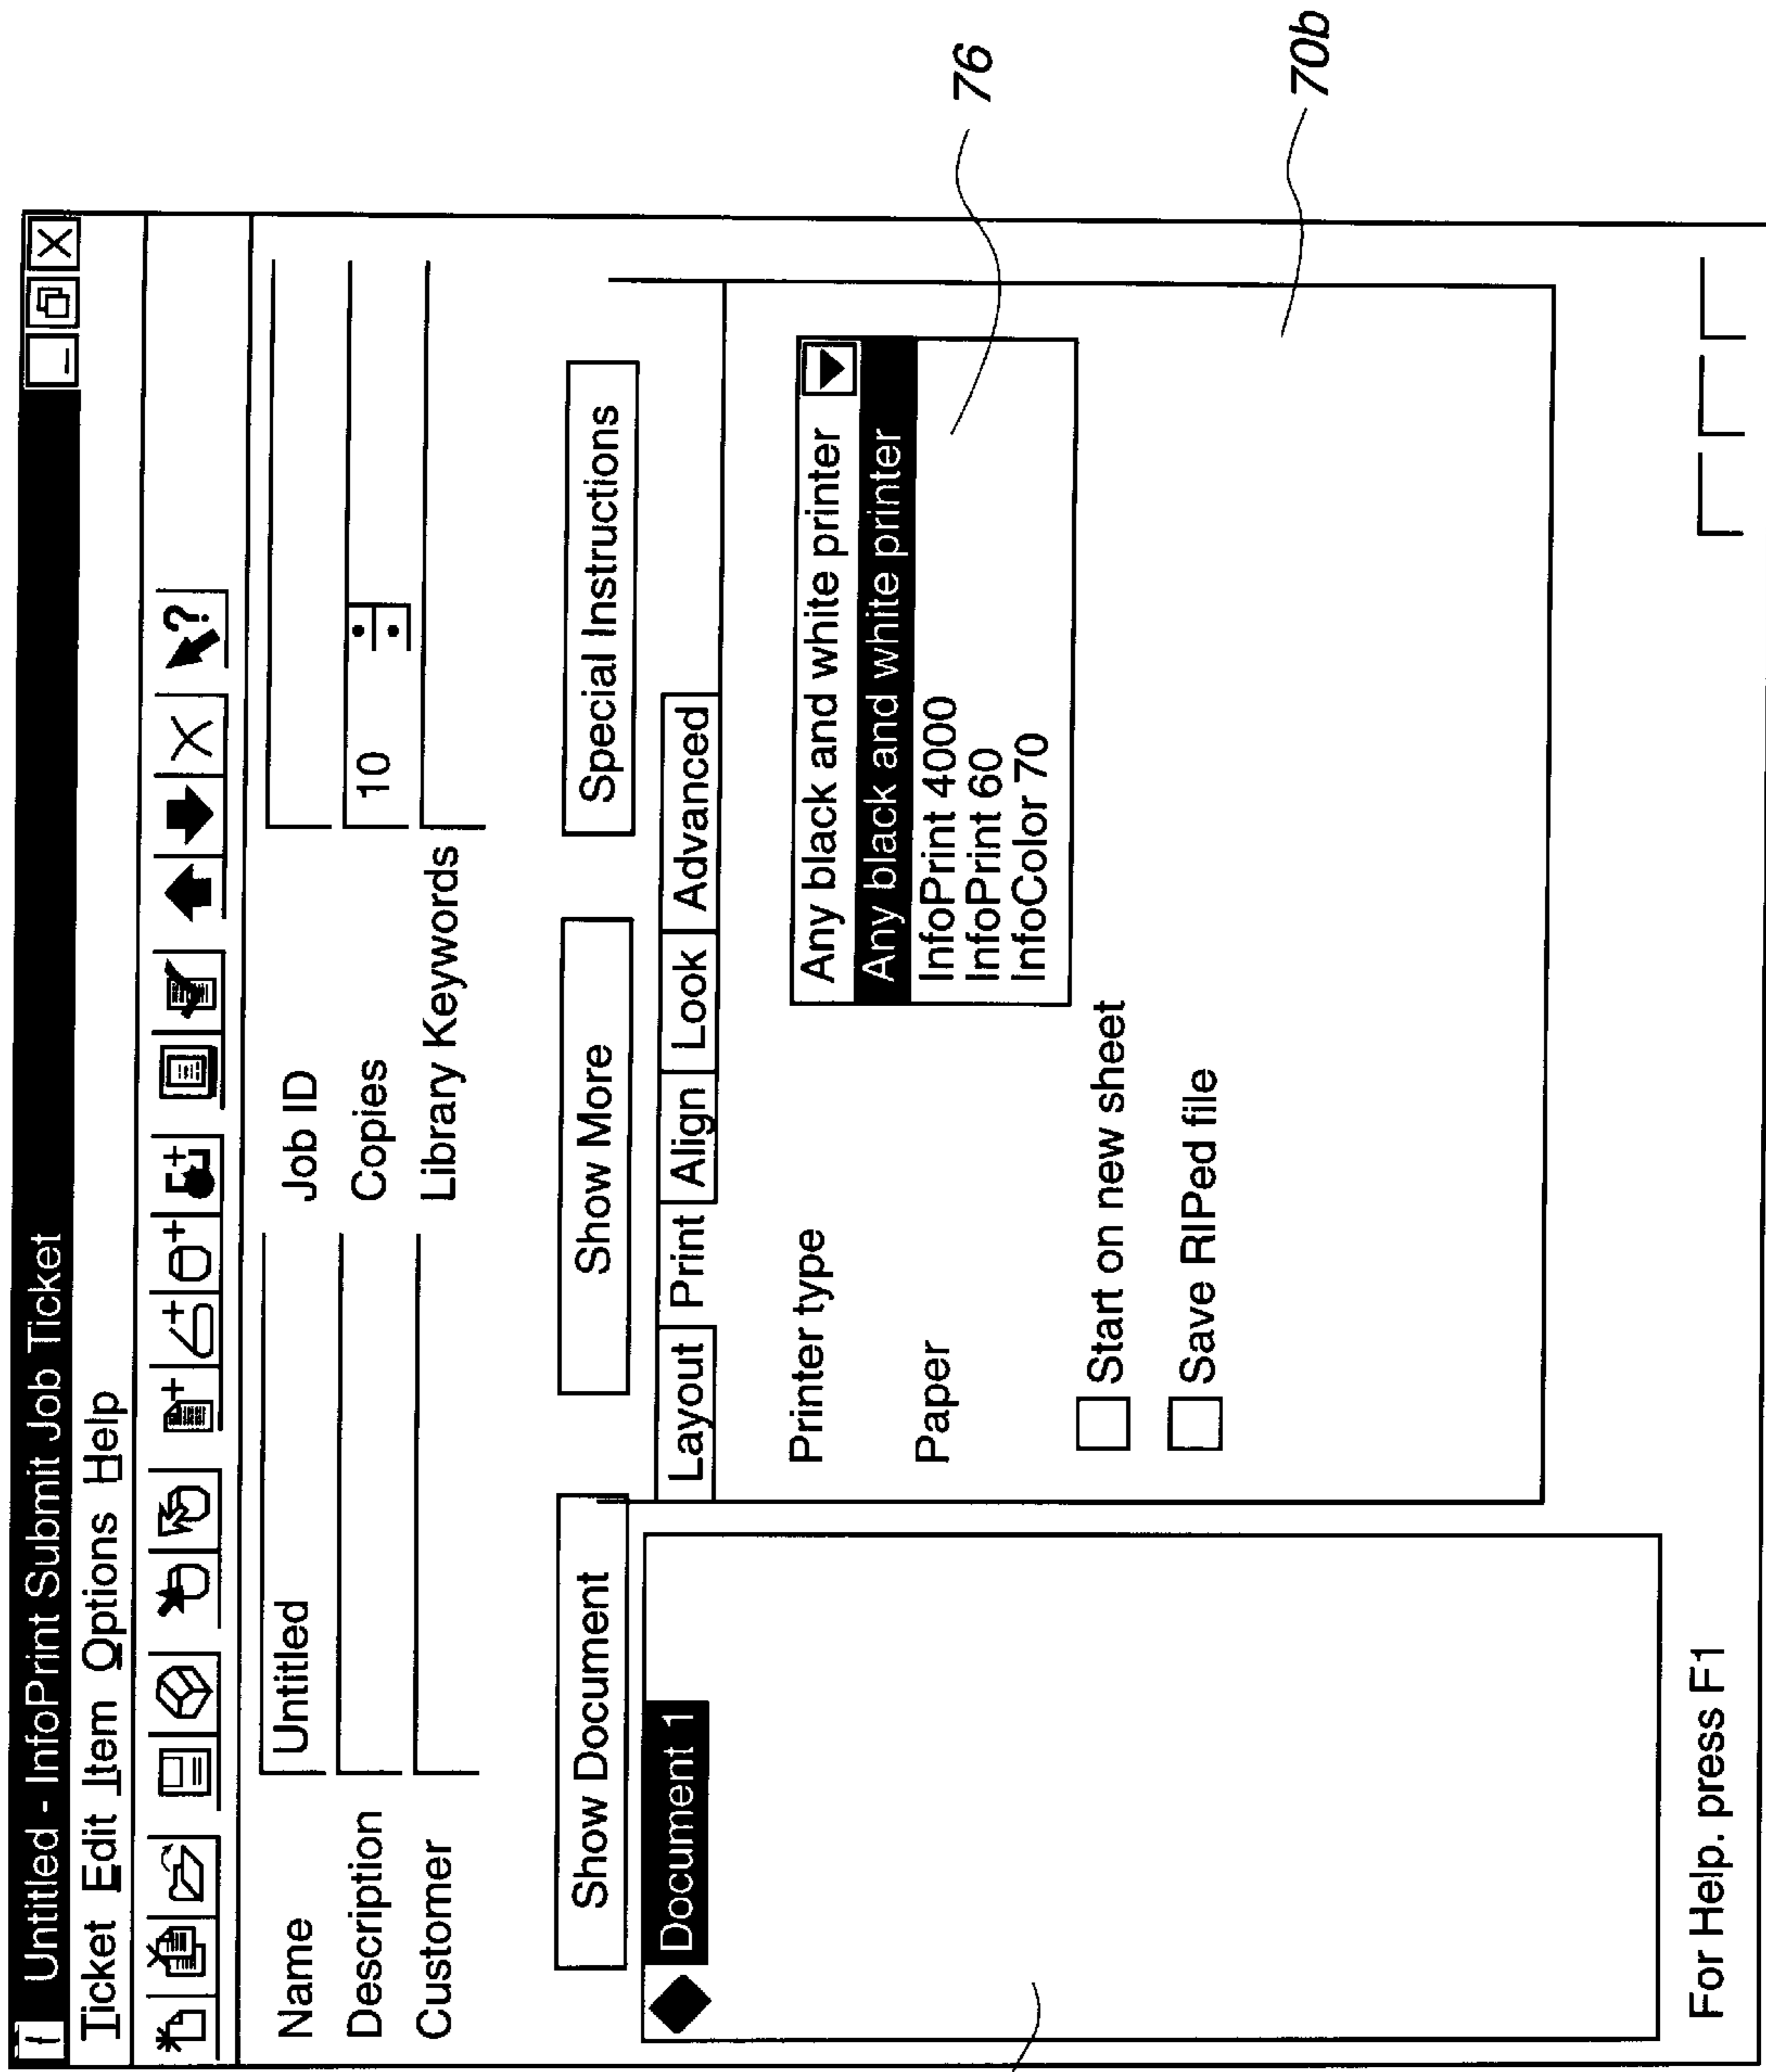 Untitled - InfoPrint Submit Job Ticket
Ticket Edit Item Options Help
Name Untitled Job ID
Description Copies 10
Customer Library Keywords
Show Document Show More Special Instructions
Document 1
Layout Print Align Look Advanced
Printer type Any black and white printer
Any black and white printer
Paper InfoPrint 4000
InfoPrint 60
InfoColor 70
Start on new sheet
Save RIPed file
For Help. press F1
76
70b